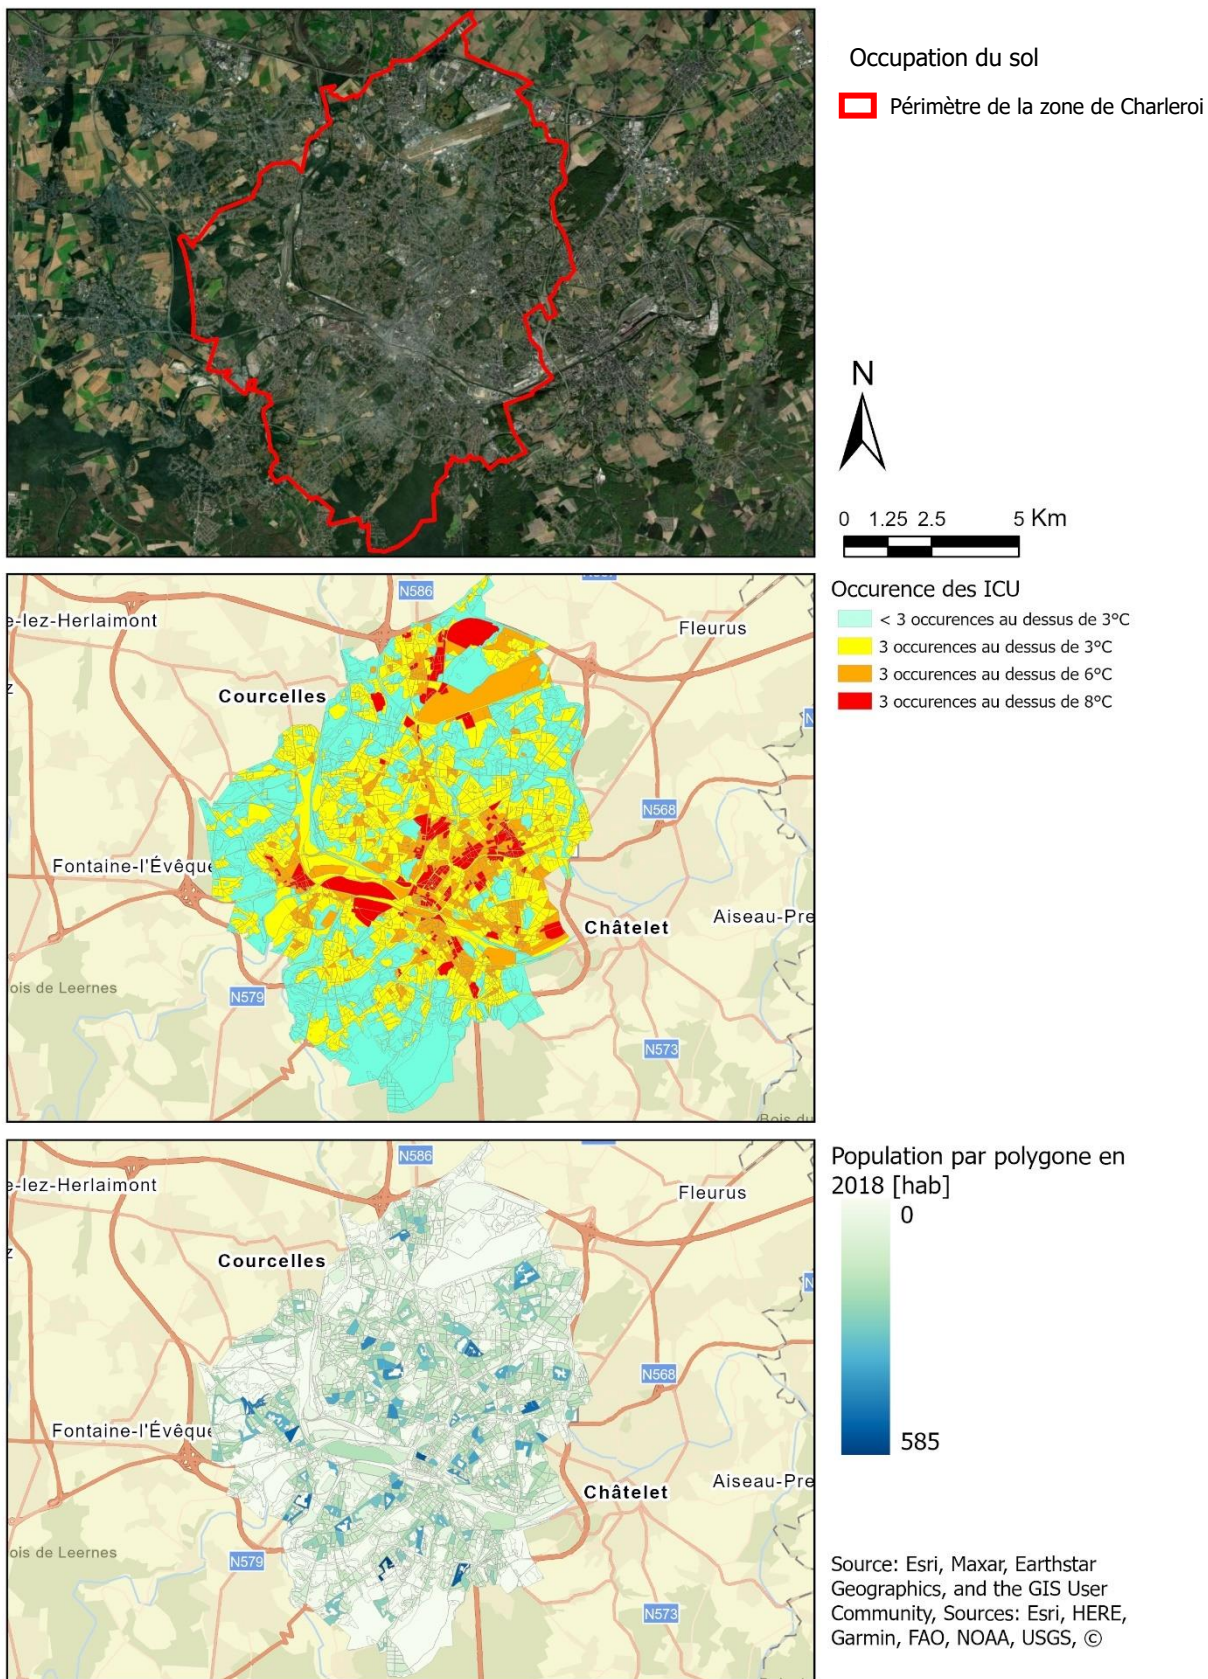 Occupation du sol
Périmètre de la zone de Charleroi
N
0 1.25 2.5 5 Km
N586
e-lez-Herlaimont
Fleurus
Courcelles
N568
Fontaine-l'Évêque
Châtelet
Aiseau-Pre
ois de Leernes
N579
N573
Bois du
Occurence des ICU
< 3 occurences au dessus de 3°C
3 occurences au dessus de 3°C
3 occurences au dessus de 6°C
3 occurences au dessus de 8°C
N586
e-lez-Herlaimont
Fleurus
Courcelles
N568
Fontaine-l'Évêque
Châtelet
Aiseau-Pre
ois de Leernes
N579
N573
Population par polygone en
2018 [hab]
0
585
Source: Esri, Maxar, Earthstar
Geographics, and the GIS User
Community, Sources: Esri, HERE,
Garmin, FAO, NOAA, USGS, ©